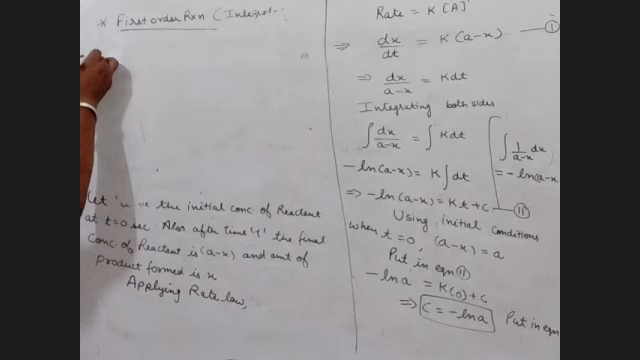 * First order Rxn (Integrat
Let 'a' be the initial conc. of Reactant
at t=0 sec. Also after time 't' the final
conc. of Reactant is (a-x) and amt of
product formed is x
Applying Rate law,
Rate = K [A]'
⇒ dx/dt = K (a-x) —— (I)
⇒ dx/a-x = Kdt
Integrating both sides
∫ dx/a-x = ∫ Kdt
∫ 1/a-x dx
= -ln(a-x
-ln(a-x) = K ∫ dt
⇒ -ln(a-x) = Kt + C —— (II)
Using initial conditions
when t=0, (a-x) = a
Put in eqn (II)
-ln a = K(0) + C
⇒ C = -ln a Put in eqn